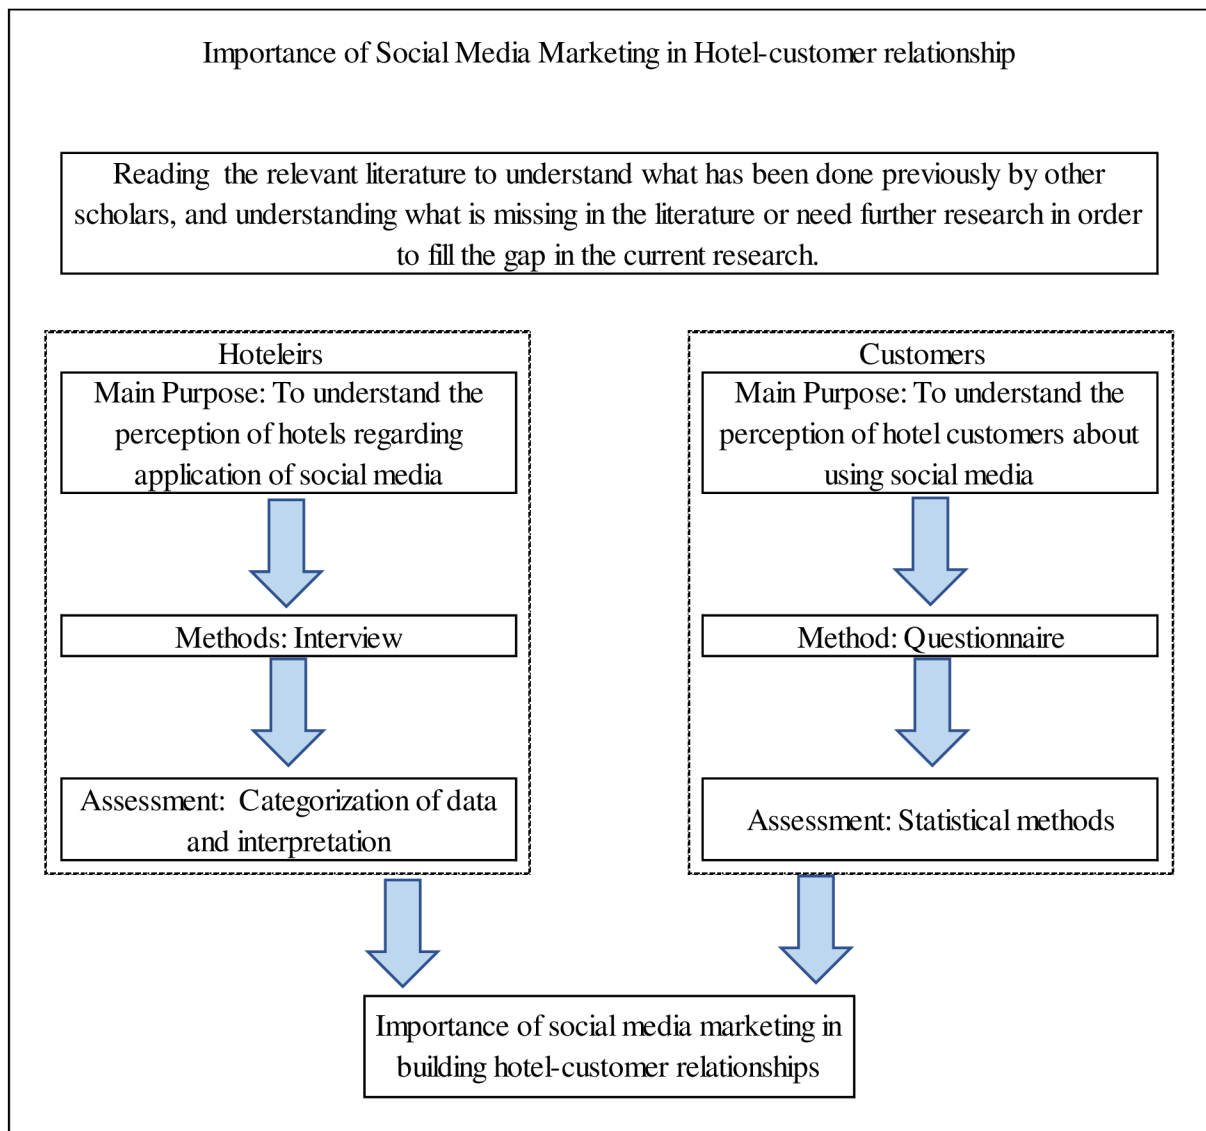 Importance of Social Media Marketing in Hotel-customer relationship
Reading the relevant literature to understand what has been done previously by other
scholars, and understanding what is missing in the literature or need further research in order
to fill the gap in the current research.
Hoteleirs
Main Purpose: To understand the
perception of hotels regarding
application of social media
Methods: Interview
Assessment: Categorization of data
and interpretation
Customers
Main Purpose: To understand the
perception of hotel customers about
using social media
Method: Questionnaire
Assessment: Statistical methods
Importance of social media marketing in
building hotel-customer relationships